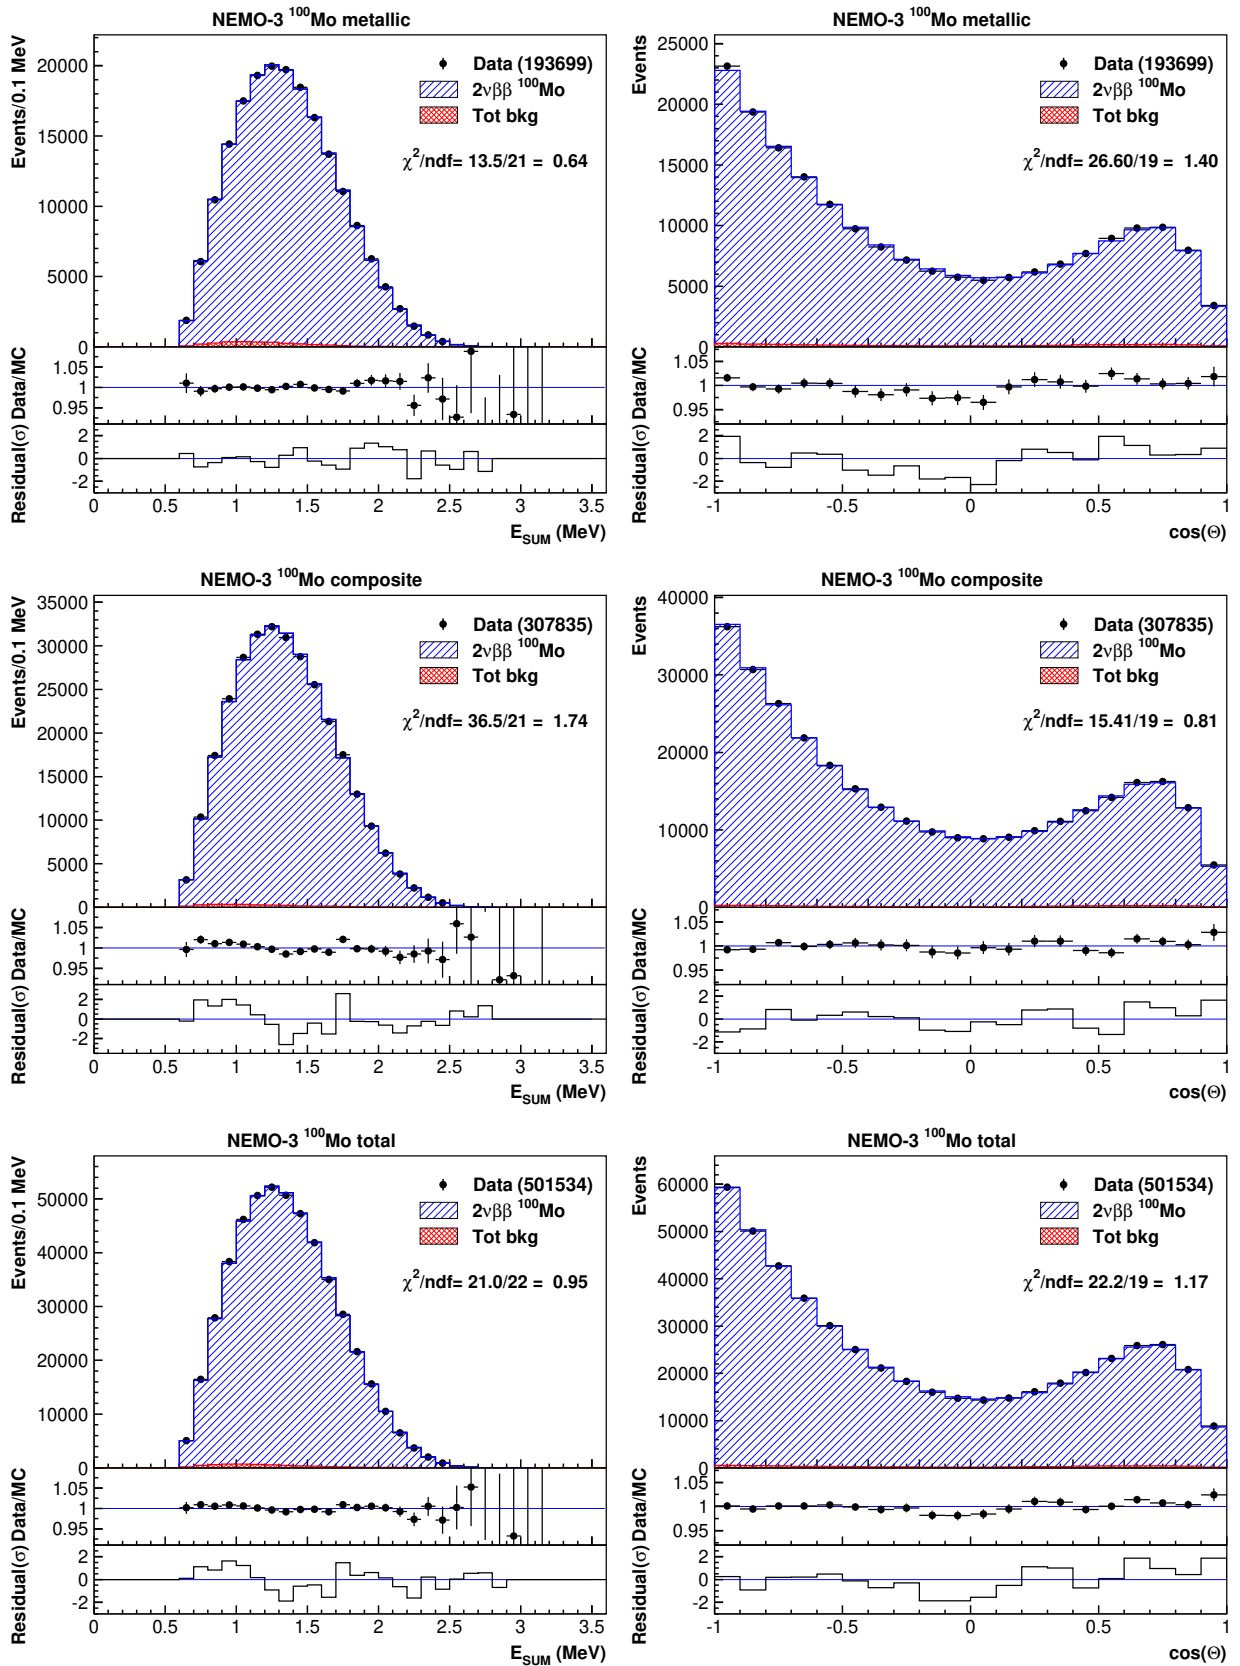 NEMO-3 ¹⁰⁰Mo metallic
Events/0.1 MeV
20000
15000
10000
5000
0
Data (193699)
2νββ ¹⁰⁰Mo
Tot bkg
χ²/ndf= 13.5/21 = 0.64
Data/MC
1.05
1
0.95
Residual(σ)
2
0
-2
0 0.5 1 1.5 2 2.5 3 3.5
E_SUM (MeV)
NEMO-3 ¹⁰⁰Mo metallic
Events
25000
20000
15000
10000
5000
0
Data (193699)
2νββ ¹⁰⁰Mo
Tot bkg
χ²/ndf= 26.60/19 = 1.40
Data/MC
1.05
1
0.95
Residual(σ)
2
0
-2
-1 -0.5 0 0.5 1
cos(Θ)
NEMO-3 ¹⁰⁰Mo composite
Events/0.1 MeV
35000
30000
25000
20000
15000
10000
5000
0
Data (307835)
2νββ ¹⁰⁰Mo
Tot bkg
χ²/ndf= 36.5/21 = 1.74
Data/MC
1.05
1
0.95
Residual(σ)
2
0
-2
0 0.5 1 1.5 2 2.5 3 3.5
E_SUM (MeV)
NEMO-3 ¹⁰⁰Mo composite
Events
40000
30000
20000
10000
0
Data (307835)
2νββ ¹⁰⁰Mo
Tot bkg
χ²/ndf= 15.41/19 = 0.81
Data/MC
1.05
1
0.95
Residual(σ)
2
0
-2
-1 -0.5 0 0.5 1
cos(Θ)
NEMO-3 ¹⁰⁰Mo total
Events/0.1 MeV
50000
40000
30000
20000
10000
0
Data (501534)
2νββ ¹⁰⁰Mo
Tot bkg
χ²/ndf= 21.0/22 = 0.95
Data/MC
1.05
1
0.95
Residual(σ)
2
0
-2
0 0.5 1 1.5 2 2.5 3 3.5
E_SUM (MeV)
NEMO-3 ¹⁰⁰Mo total
Events
60000
50000
40000
30000
20000
10000
0
Data (501534)
2νββ ¹⁰⁰Mo
Tot bkg
χ²/ndf= 22.2/19 = 1.17
Data/MC
1.05
1
0.95
Residual(σ)
2
0
-2
-1 -0.5 0 0.5 1
cos(Θ)